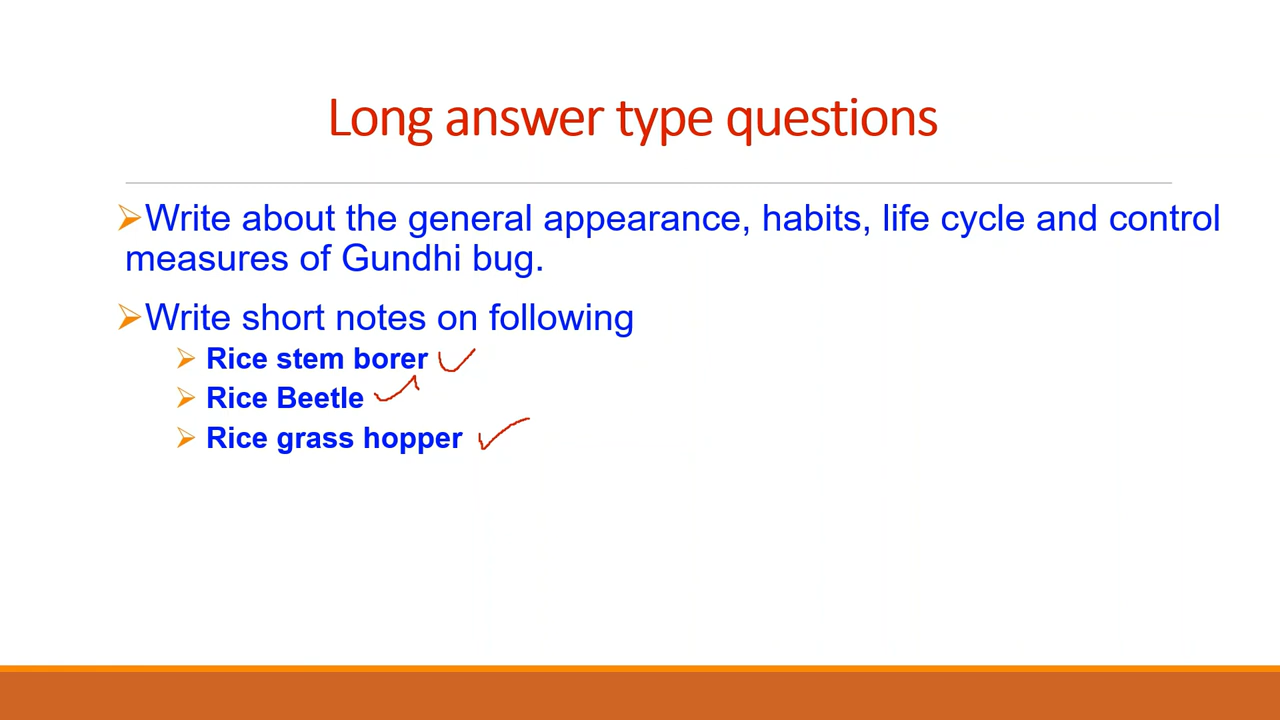 Long answer type questions
Write about the general appearance, habits, life cycle and control
measures of Gundhi bug.
Write short notes on following
Rice stem borer
Rice Beetle
Rice grass hopper